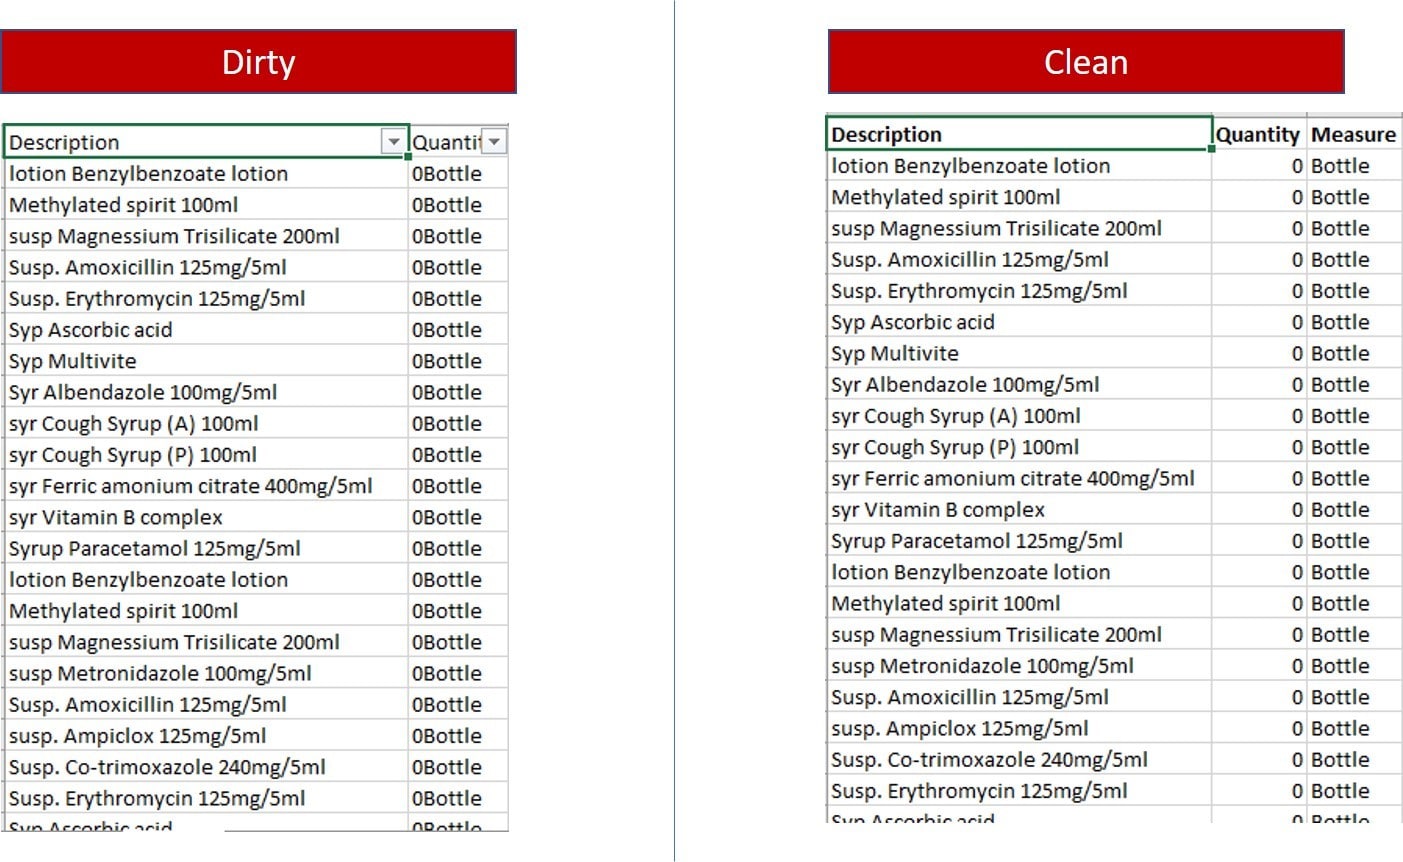 Dirty
Description Quantit
lotion Benzylbenzoate lotion 0Bottle
Methylated spirit 100ml 0Bottle
susp Magnessium Trisilicate 200ml 0Bottle
Susp. Amoxicillin 125mg/5ml 0Bottle
Susp. Erythromycin 125mg/5ml 0Bottle
Syp Ascorbic acid 0Bottle
Syp Multivite 0Bottle
Syr Albendazole 100mg/5ml 0Bottle
syr Cough Syrup (A) 100ml 0Bottle
syr Cough Syrup (P) 100ml 0Bottle
syr Ferric amonium citrate 400mg/5ml 0Bottle
syr Vitamin B complex 0Bottle
Syrup Paracetamol 125mg/5ml 0Bottle
lotion Benzylbenzoate lotion 0Bottle
Methylated spirit 100ml 0Bottle
susp Magnessium Trisilicate 200ml 0Bottle
susp Metronidazole 100mg/5ml 0Bottle
Susp. Amoxicillin 125mg/5ml 0Bottle
susp. Ampiclox 125mg/5ml 0Bottle
Susp. Co-trimoxazole 240mg/5ml 0Bottle
Susp. Erythromycin 125mg/5ml 0Bottle
Syp Ascorbic acid 0Bottle
Clean
Description Quantity Measure
lotion Benzylbenzoate lotion 0 Bottle
Methylated spirit 100ml 0 Bottle
susp Magnessium Trisilicate 200ml 0 Bottle
Susp. Amoxicillin 125mg/5ml 0 Bottle
Susp. Erythromycin 125mg/5ml 0 Bottle
Syp Ascorbic acid 0 Bottle
Syp Multivite 0 Bottle
Syr Albendazole 100mg/5ml 0 Bottle
syr Cough Syrup (A) 100ml 0 Bottle
syr Cough Syrup (P) 100ml 0 Bottle
syr Ferric amonium citrate 400mg/5ml 0 Bottle
syr Vitamin B complex 0 Bottle
Syrup Paracetamol 125mg/5ml 0 Bottle
lotion Benzylbenzoate lotion 0 Bottle
Methylated spirit 100ml 0 Bottle
susp Magnessium Trisilicate 200ml 0 Bottle
susp Metronidazole 100mg/5ml 0 Bottle
Susp. Amoxicillin 125mg/5ml 0 Bottle
susp. Ampiclox 125mg/5ml 0 Bottle
Susp. Co-trimoxazole 240mg/5ml 0 Bottle
Susp. Erythromycin 125mg/5ml 0 Bottle
Syp Ascorbic acid 0 Bottle